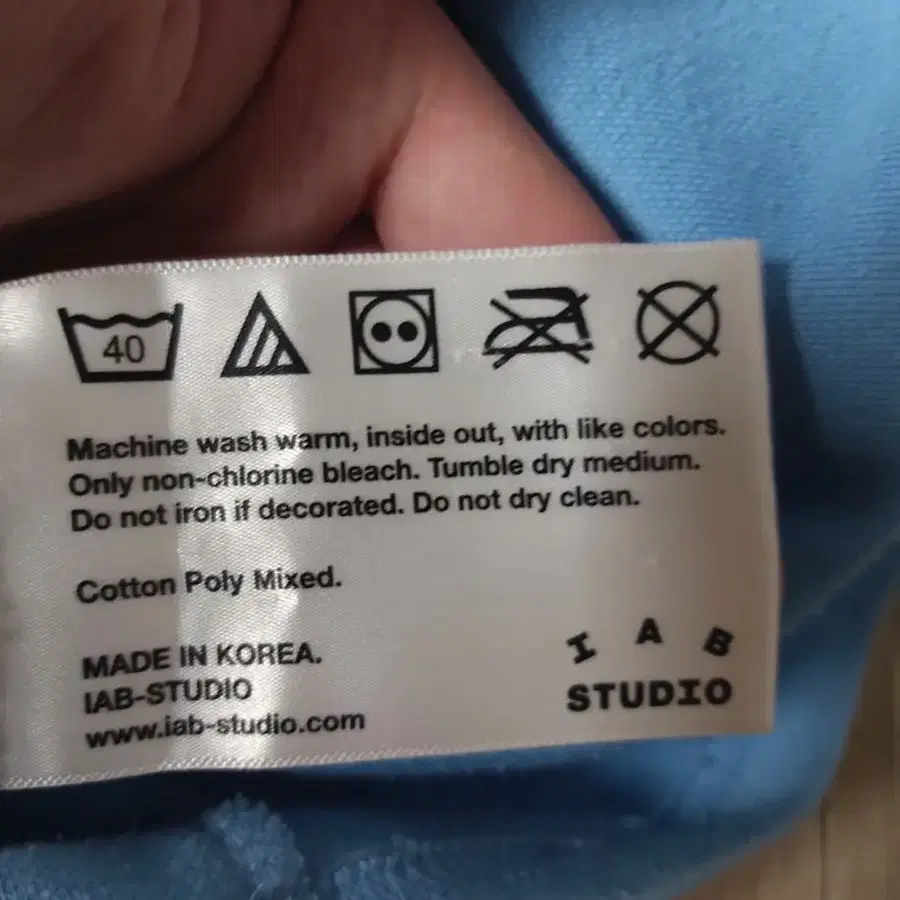 40
Machine wash warm, inside out, with like colors.
Only non-chlorine bleach. Tumble dry medium.
Do not iron if decorated. Do not dry clean.
Cotton Poly Mixed.
MADE IN KOREA.
IAB-STUDIO
www.iab-studio.com
I A B
STUDIO